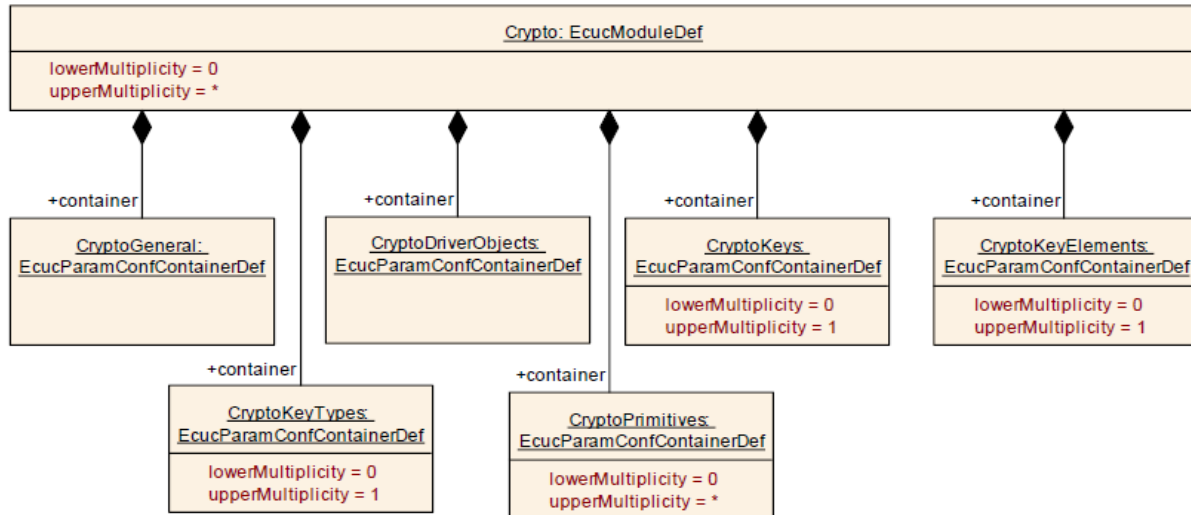 Crypto: EcucModuleDef
lowerMultiplicity = 0
upperMultiplicity = *
+container
CryptoGeneral:
EcucParamConfContainerDef
+container
CryptoKeyTypes:
EcucParamConfContainerDef
lowerMultiplicity = 0
upperMultiplicity = 1
+container
CryptoDriverObjects:
EcucParamConfContainerDef
+container
CryptoPrimitives:
EcucParamConfContainerDef
lowerMultiplicity = 0
upperMultiplicity = *
+container
CryptoKeys:
EcucParamConfContainerDef
lowerMultiplicity = 0
upperMultiplicity = 1
+container
CryptoKeyElements:
EcucParamConfContainerDef
lowerMultiplicity = 0
upperMultiplicity = 1